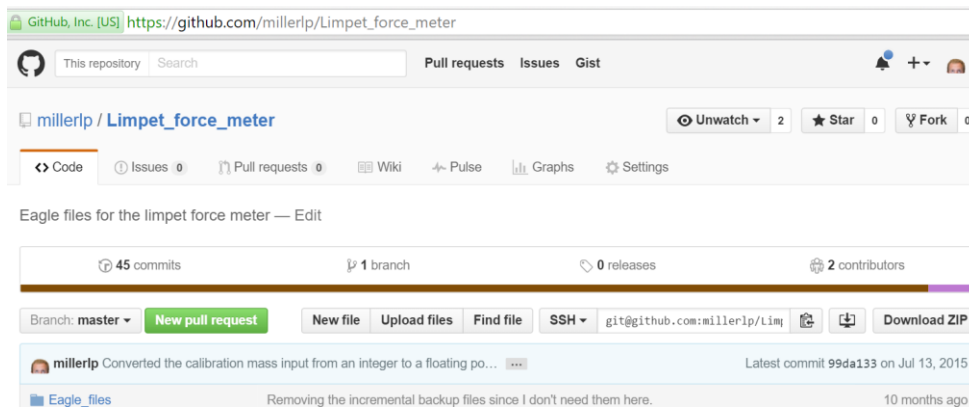 GitHub, Inc. [US] https://github.com/millerlp/Limpet_force_meter
This repository Search Pull requests Issues Gist
millerlp / Limpet_force_meter Unwatch 2 Star 0 Fork 0
Code Issues 0 Pull requests 0 Wiki Pulse Graphs Settings
Eagle files for the limpet force meter — Edit
45 commits 1 branch 0 releases 2 contributors
Branch: master New pull request New file Upload files Find file SSH git@github.com:millerlp/Lim Download ZIP
millerlp Converted the calibration mass input from an integer to a floating po… … Latest commit 99da133 on Jul 13, 2015
Eagle_files Removing the incremental backup files since I don't need them here. 10 months ago